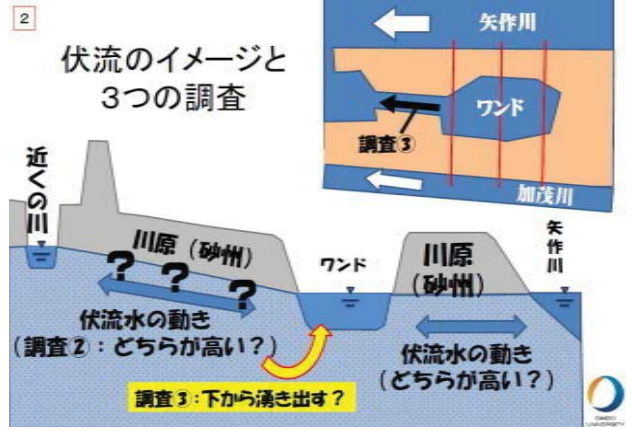 2
伏流のイメージと
3つの調査
矢作川
ワンド
調査③
加茂川
近くの川
川原(砂州)
ワンド
川原
(砂州)
矢作川
? ? ?
伏流水の動き
(調査②:どちらが高い?)
伏流水の動き
(どちらが高い?)
調査③:下から湧き出す?